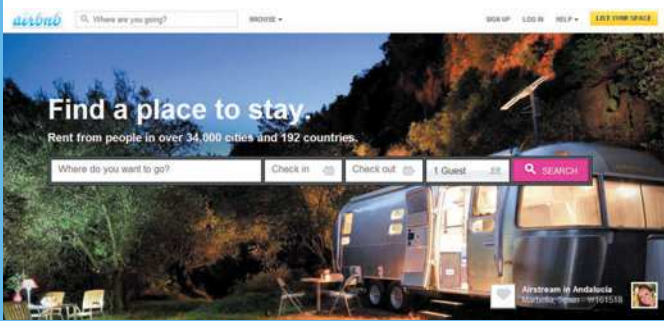 airbnb
Where are you going?
BROWSE
SIGN UP LOG IN HELP LIST YOUR SPACE
Find a place to stay.
Rent from people in over 34,000 cities and 192 countries.
Where do you want to go? Check in Check out 1 Guest SEARCH
Airstream in Andalucia
Marbella, Spain